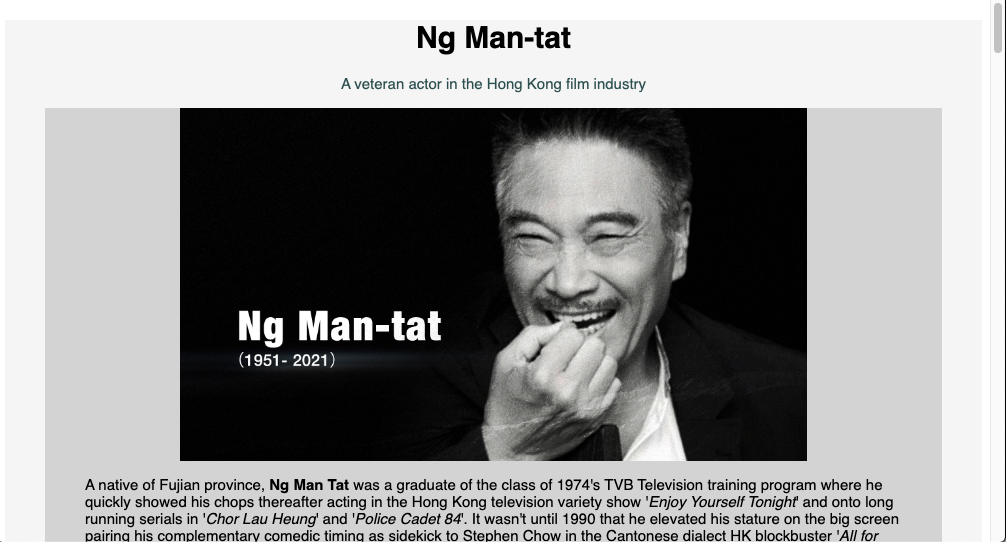 Ng Man-tat
A veteran actor in the Hong Kong film industry
Ng Man-tat
(1951- 2021)
A native of Fujian province, Ng Man Tat was a graduate of the class of 1974's TVB Television training program where he
quickly showed his chops thereafter acting in the Hong Kong television variety show 'Enjoy Yourself Tonight' and onto long
running serials in 'Chor Lau Heung' and 'Police Cadet 84'. It wasn't until 1990 that he elevated his stature on the big screen
pairing his complementary comedic timing as sidekick to Stephen Chow in the Cantonese dialect HK blockbuster 'All for